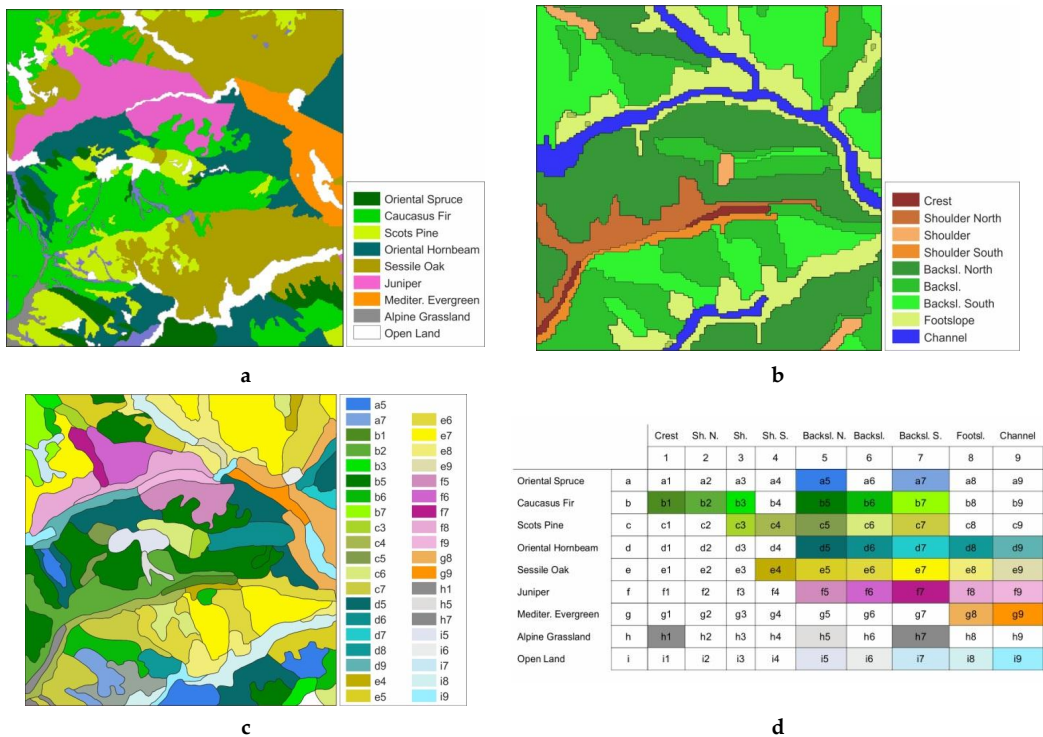 Oriental Spruce
Caucasus Fir
Scots Pine
Oriental Hornbeam
Sessile Oak
Juniper
Mediter. Evergreen
Alpine Grassland
Open Land
a
Crest
Shoulder North
Shoulder
Shoulder South
Backsl. North
Backsl.
Backsl. South
Footslope
Channel
b
a5
a7
b1
b2
b3
b5
b6
b7
c3
c4
c5
c6
c7
d5
d6
d7
d8
d9
e4
e5
e6
e7
e8
e9
f5
f6
f7
f8
f9
g8
g9
h1
h5
h7
i5
i6
i7
i8
i9
c
Crest Sh. N. Sh. Sh. S. Backsl. N. Backsl. Backsl. S. Footsl. Channel
1 2 3 4 5 6 7 8 9
Oriental Spruce a a1 a2 a3 a4 a5 a6 a7 a8 a9
Caucasus Fir b b1 b2 b3 b4 b5 b6 b7 b8 b9
Scots Pine c c1 c2 c3 c4 c5 c6 c7 c8 c9
Oriental Hornbeam d d1 d2 d3 d4 d5 d6 d7 d8 d9
Sessile Oak e e1 e2 e3 e4 e5 e6 e7 e8 e9
Juniper f f1 f2 f3 f4 f5 f6 f7 f8 f9
Mediter. Evergreen g g1 g2 g3 g4 g5 g6 g7 g8 g9
Alpine Grassland h h1 h2 h3 h4 h5 h6 h7 h8 h9
Open Land i i1 i2 i3 i4 i5 i6 i7 i8 i9
d